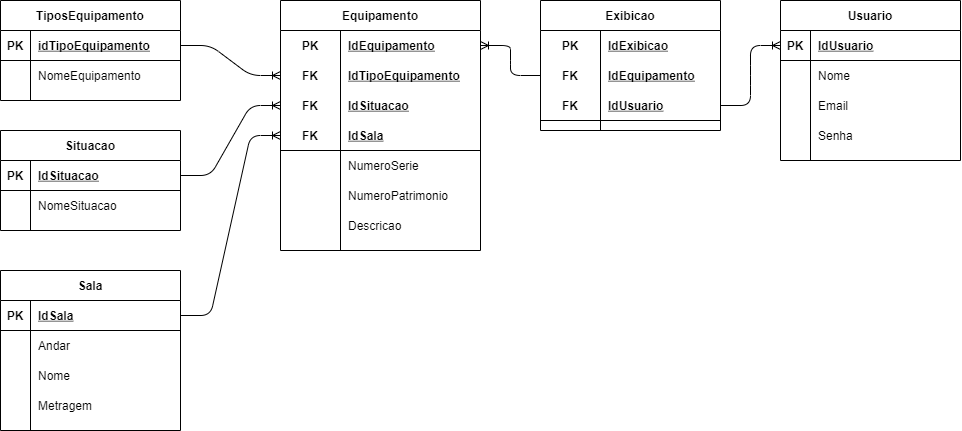 TiposEquipamento
PK idTipoEquipamento
NomeEquipamento
Situacao
PK IdSituacao
NomeSituacao
Sala
PK IdSala
Andar
Nome
Metragem
Equipamento
PK IdEquipamento
FK IdTipoEquipamento
FK IdSituacao
FK IdSala
NumeroSerie
NumeroPatrimonio
Descricao
Exibicao
PK IdExibicao
FK IdEquipamento
FK IdUsuario
Usuario
PK IdUsuario
Nome
Email
Senha